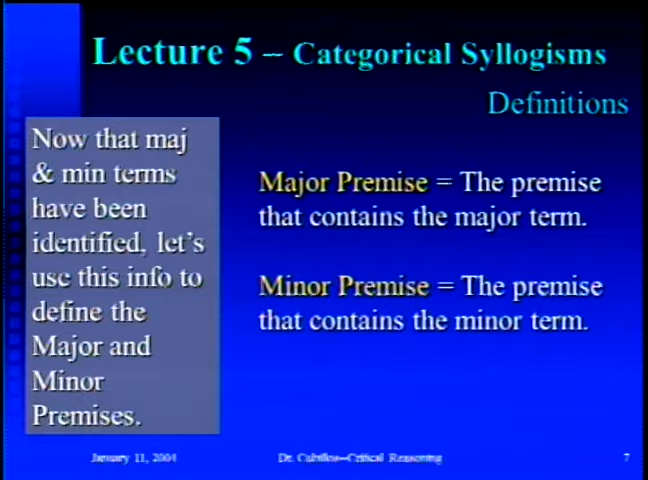 Lecture 5 – Categorical Syllogisms
Definitions
Now that maj
& min terms
have been
identified, let's
use this info to
define the
Major and
Minor
Premises.
Major Premise = The premise
that contains the major term.
Minor Premise = The premise
that contains the minor term.
January 11, 2004
Dr. Cubillos--Critical Reasoning
7